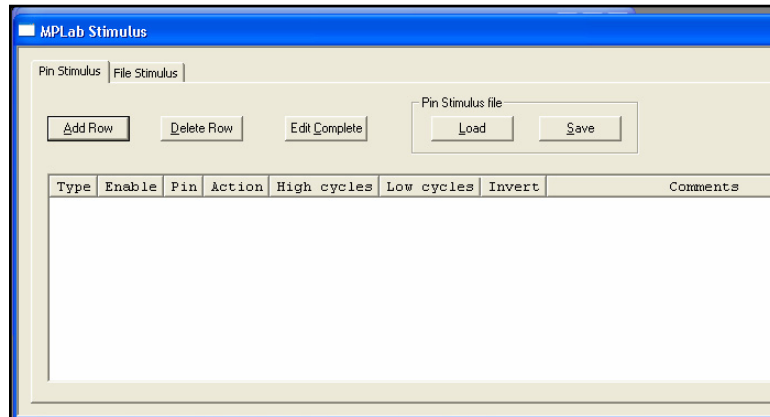 MPLab Stimulus
Pin Stimulus File Stimulus
Pin Stimulus file
Add Row Delete Row Edit Complete Load Save
Type Enable Pin Action High cycles Low cycles Invert Comments